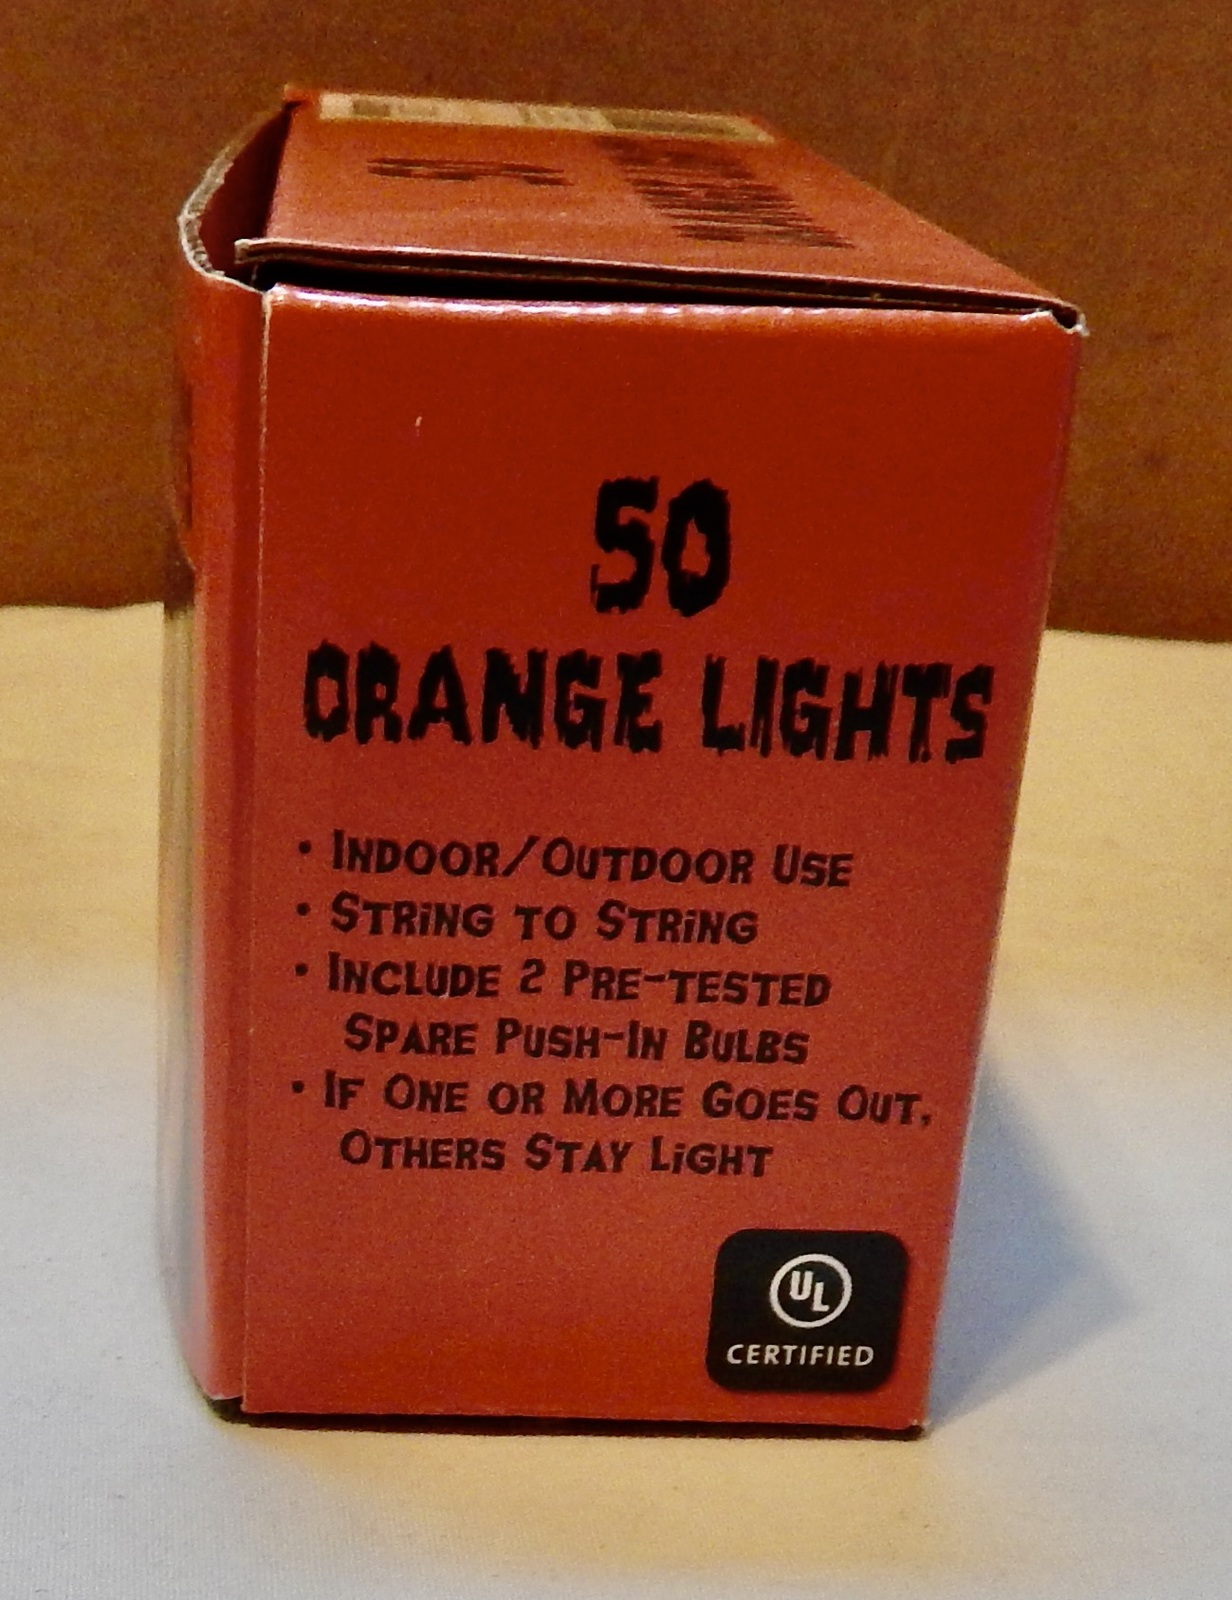 50
ORANGE LIGHTS
• INDOOR/OUTDOOR USE
• STRING TO STRING
• INCLUDE 2 PRE-TESTED
SPARE PUSH-IN BULBS
• IF ONE OR MORE GOES OUT,
OTHERS STAY LIGHT
UL
CERTIFIED